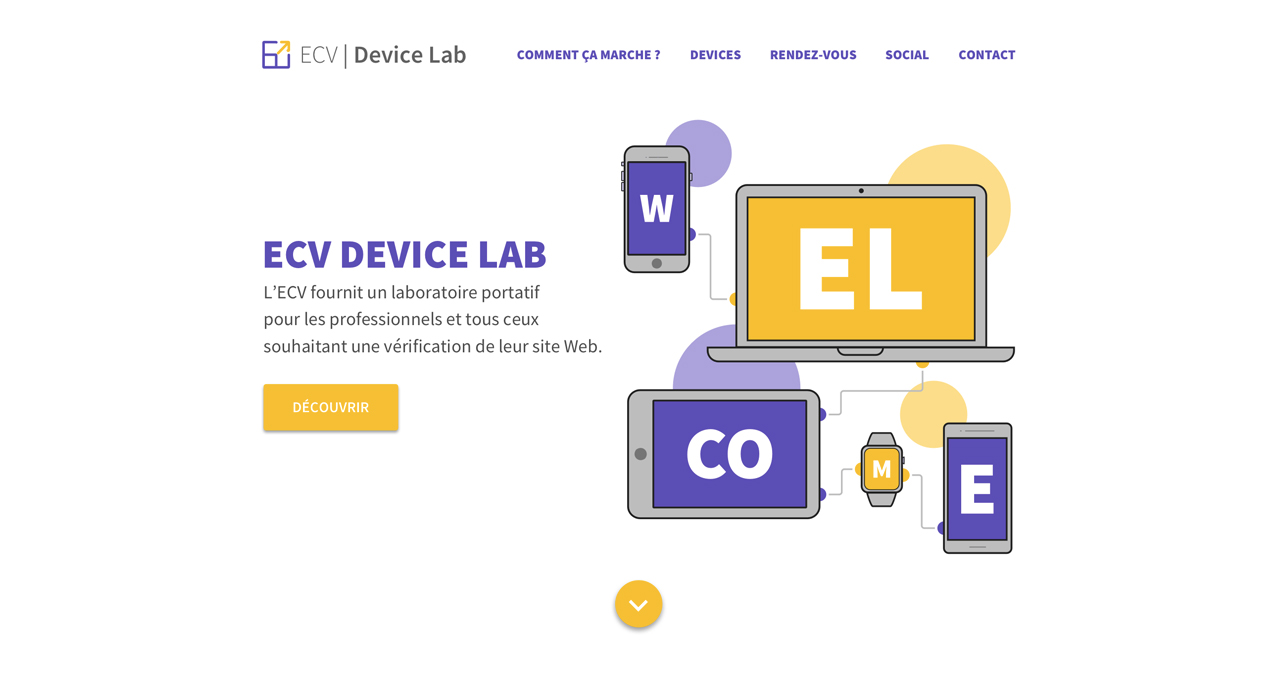 ECV | Device Lab
COMMENT ÇA MARCHE ? DEVICES RENDEZ-VOUS SOCIAL CONTACT
ECV DEVICE LAB
L’ECV fournit un laboratoire portatif
pour les professionnels et tous ceux
souhaitant une vérification de leur site Web.
DÉCOUVRIR
W
EL
CO
M
E